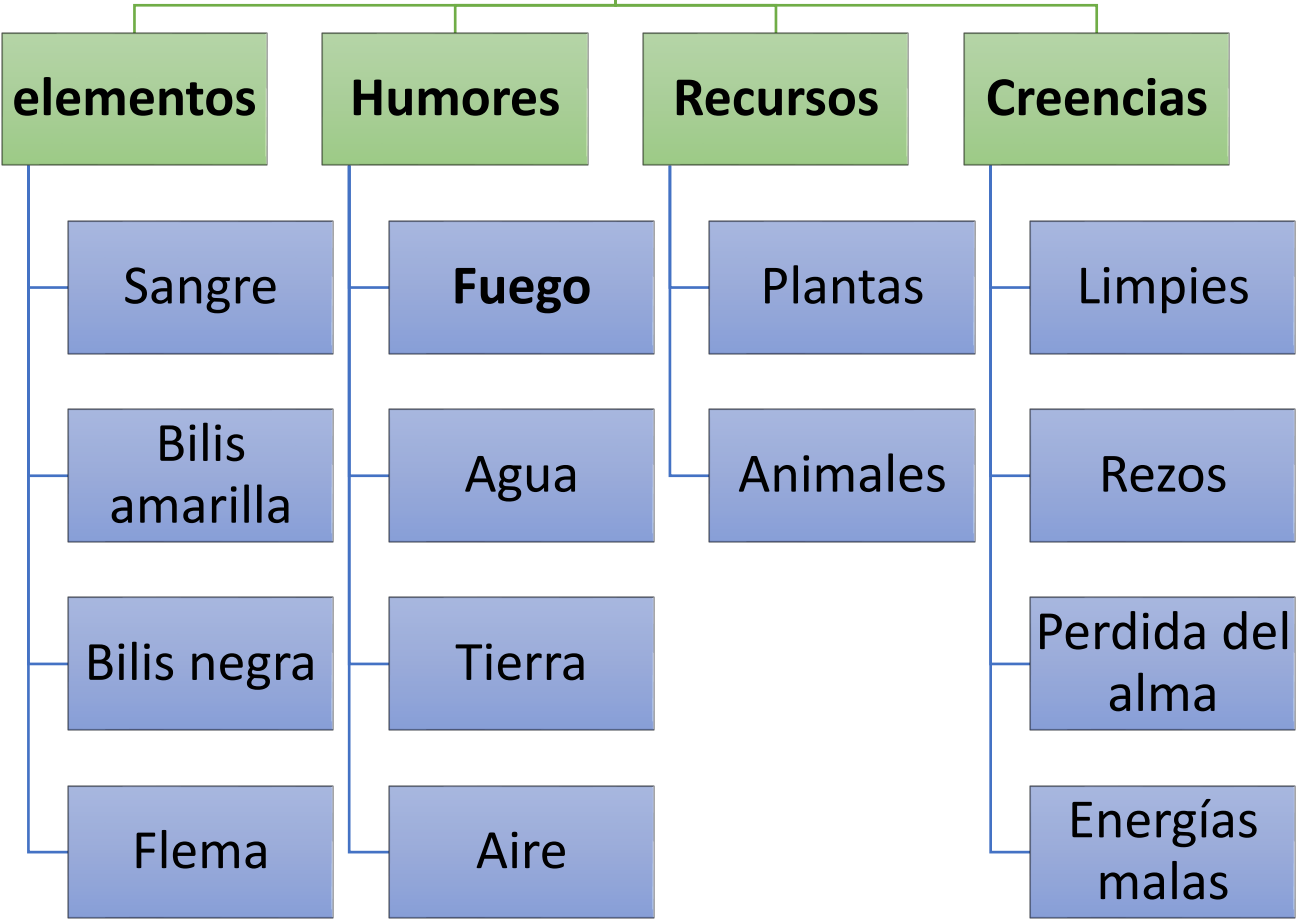 elementos
Humores
Recursos
Creencias
Sangre
Fuego
Plantas
Limpies
Bilis
amarilla
Agua
Animales
Rezos
Bilis negra
Tierra
Perdida del
alma
Flema
Aire
Energías
malas